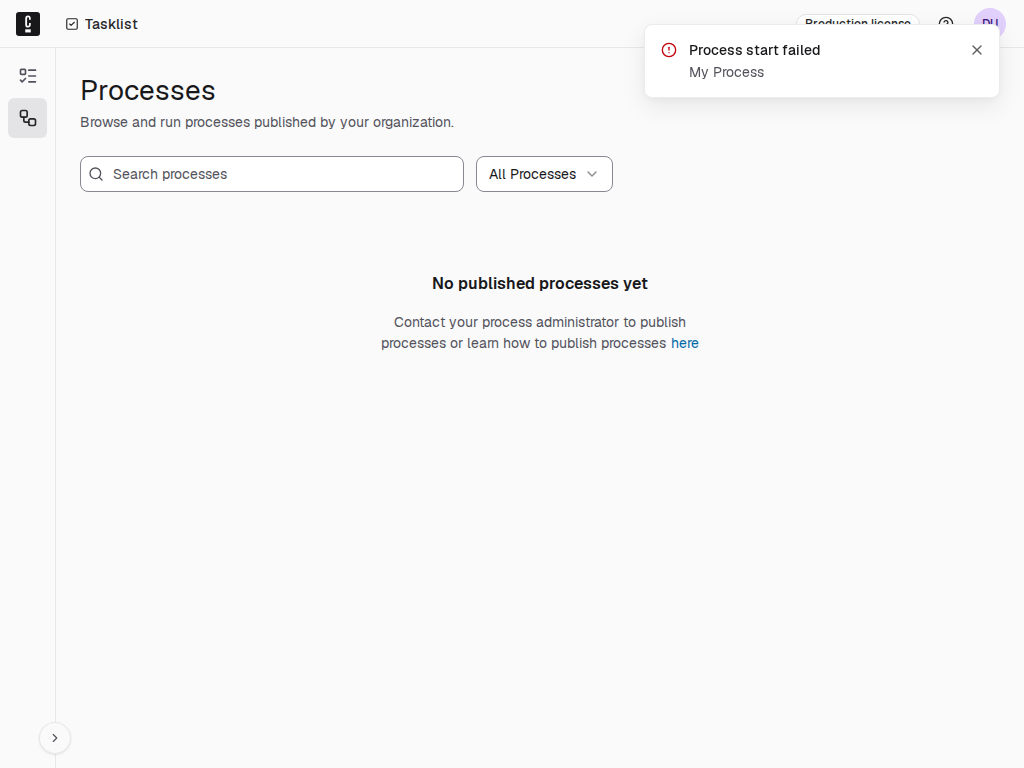 Tasklist
Production license
DU
Process start failed
My Process
Processes
Browse and run processes published by your organization.
Search processes
All Processes
No published processes yet
Contact your process administrator to publish
processes or learn how to publish processes here